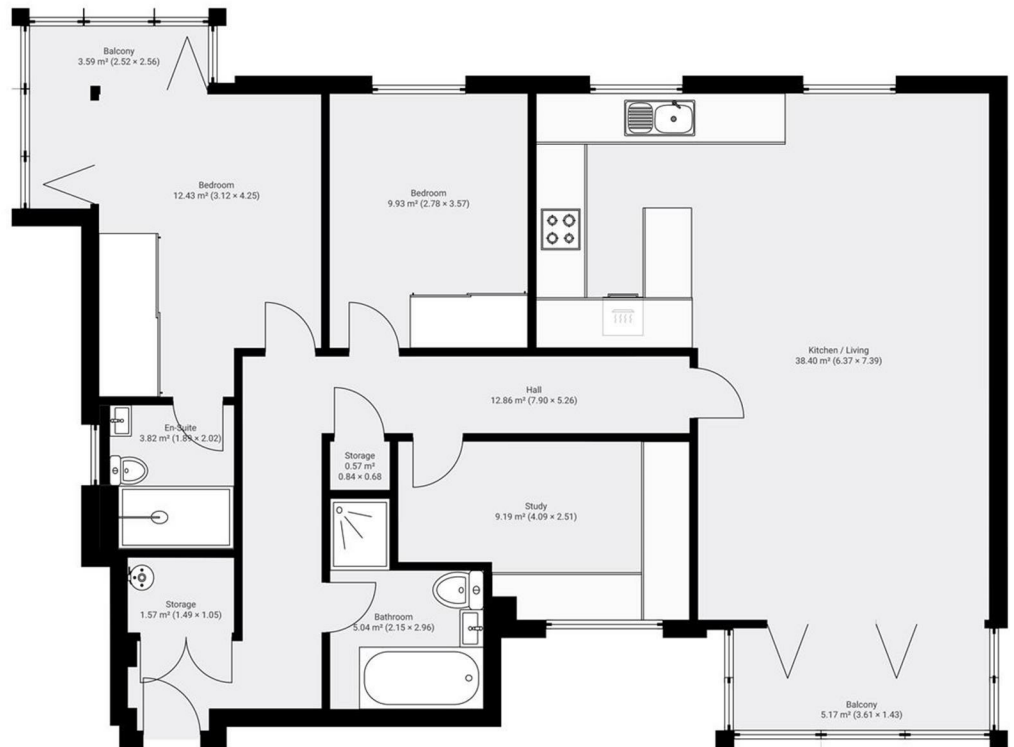 Balcony
3.59 m² (2.52 × 2.56)
Bedroom
12.43 m² (3.12 × 4.25)
Bedroom
9.93 m² (2.78 × 3.57)
Kitchen / Living
38.40 m² (6.37 × 7.39)
Hall
12.86 m² (7.90 × 5.26)
En-Suite
3.82 m² (1.89 × 2.02)
Storage
0.57 m²
0.84 × 0.68
Study
9.19 m² (4.09 × 2.51)
Storage
1.57 m² (1.49 × 1.05)
Bathroom
5.04 m² (2.15 × 2.96)
Balcony
5.17 m² (3.61 × 1.43)